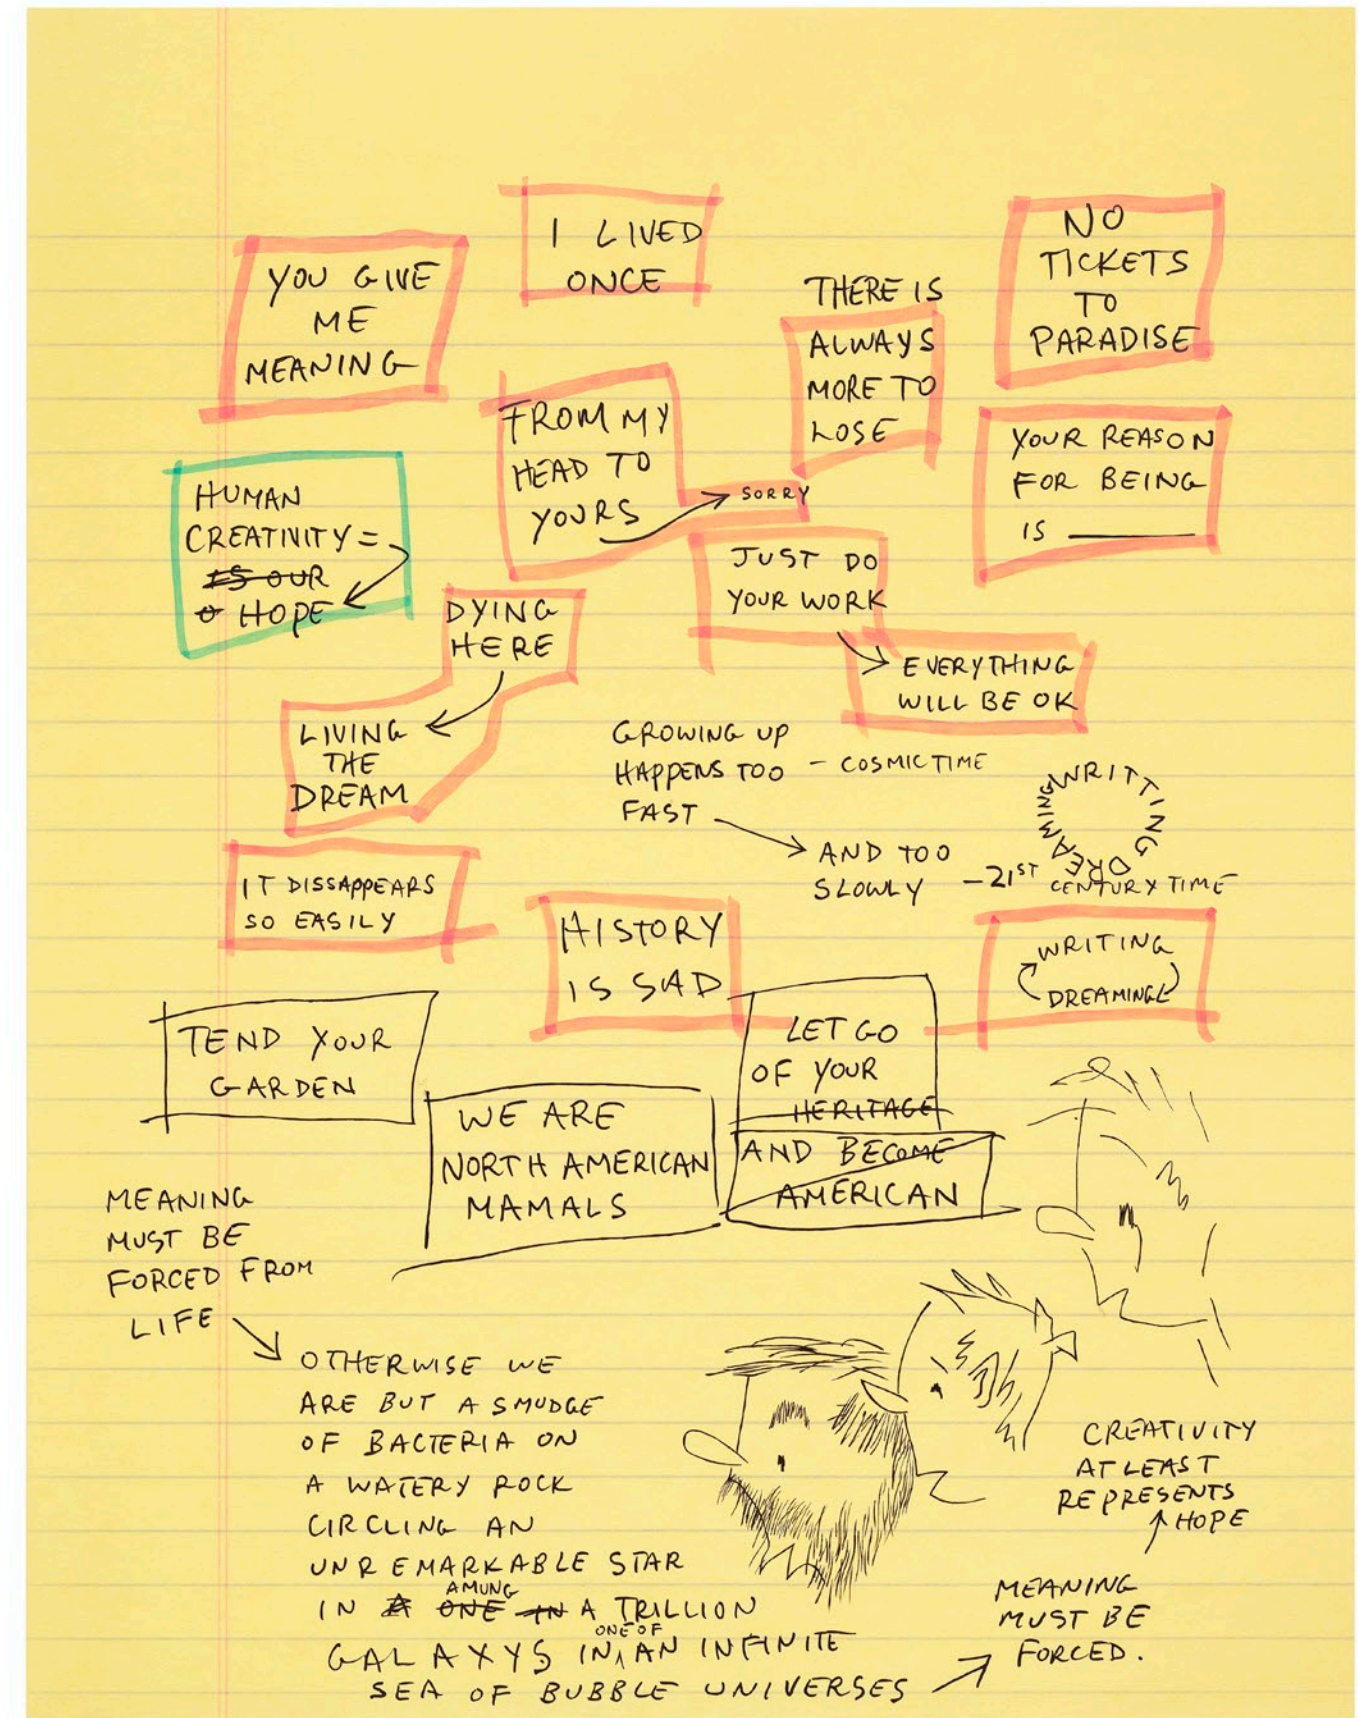 I LIVED
ONCE
NO
TICKETS
TO
PARADISE
YOU GIVE
ME
MEANING
THERE IS
ALWAYS
MORE TO
LOSE
FROM MY
HEAD TO
YOURS
SORRY
YOUR REASON
FOR BEING
IS
HUMAN
CREATIVITY =
IS OUR
HOPE
JUST DO
YOUR WORK
EVERYTHING
WILL BE OK
DYING
HERE
LIVING
THE
DREAM
GROWING UP
HAPPENS TOO - COSMIC TIME
FAST
AND TOO
SLOWLY - 21ST CENTURY TIME
WRITTING DREAMING
IT DISSAPPEARS
SO EASILY
HISTORY
IS SAD
WRITING
DREAMING
TEND YOUR
GARDEN
WE ARE
NORTH AMERICAN
MAMALS
LET GO
OF YOUR
HERITAGE
AND BECOME
AMERICAN
MEANING
MUST BE
FORCED FROM
LIFE
OTHERWISE WE
ARE BUT A SMUDGE
OF BACTERIA ON
A WATERY ROCK
CIRCLING AN
UNREMARKABLE STAR
IN A ONE IN AMUNG A TRILLION
GALAXYS IN ONE OF AN INFINITE
SEA OF BUBBLE UNIVERSES
MEANING
MUST BE
FORCED.
CREATIVITY
AT LEAST
REPRESENTS
HOPE